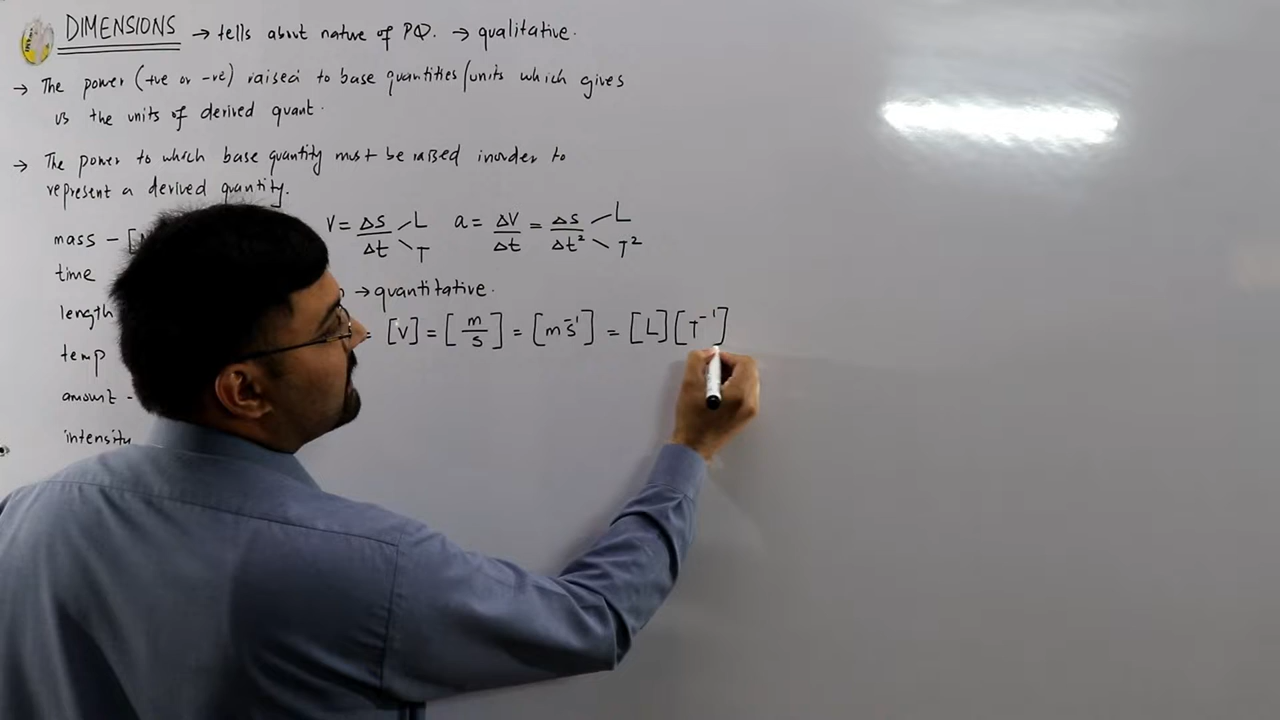 DIMENSIONS → tells about nature of PQ. → qualitative.
→ The power (+ve or -ve) raised to base quantities/units which gives
us the units of derived quant.
→ The power to which base quantity must be raised inorder to
represent a derived quantity.
mass – [
V = Δs/Δt L T a = ΔV/Δt = Δs/Δt² L T²
time
→ quantitative.
length
= [V] = [m/s] = [ms⁻¹] = [L][T⁻¹]
temp
amount -
intensity